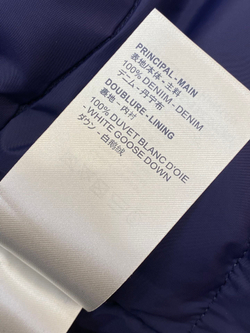 PRINCIPAL - MAIN
表地/本体 - 主料
100% DENIIM - DENIM
デニム - 丹宁布
DOUBLURE - LINING
裏地 - 内衬
100% DUVET BLANC D'OIE
- WHITE GOOSE DOWN
ダウン - 白鹅绒